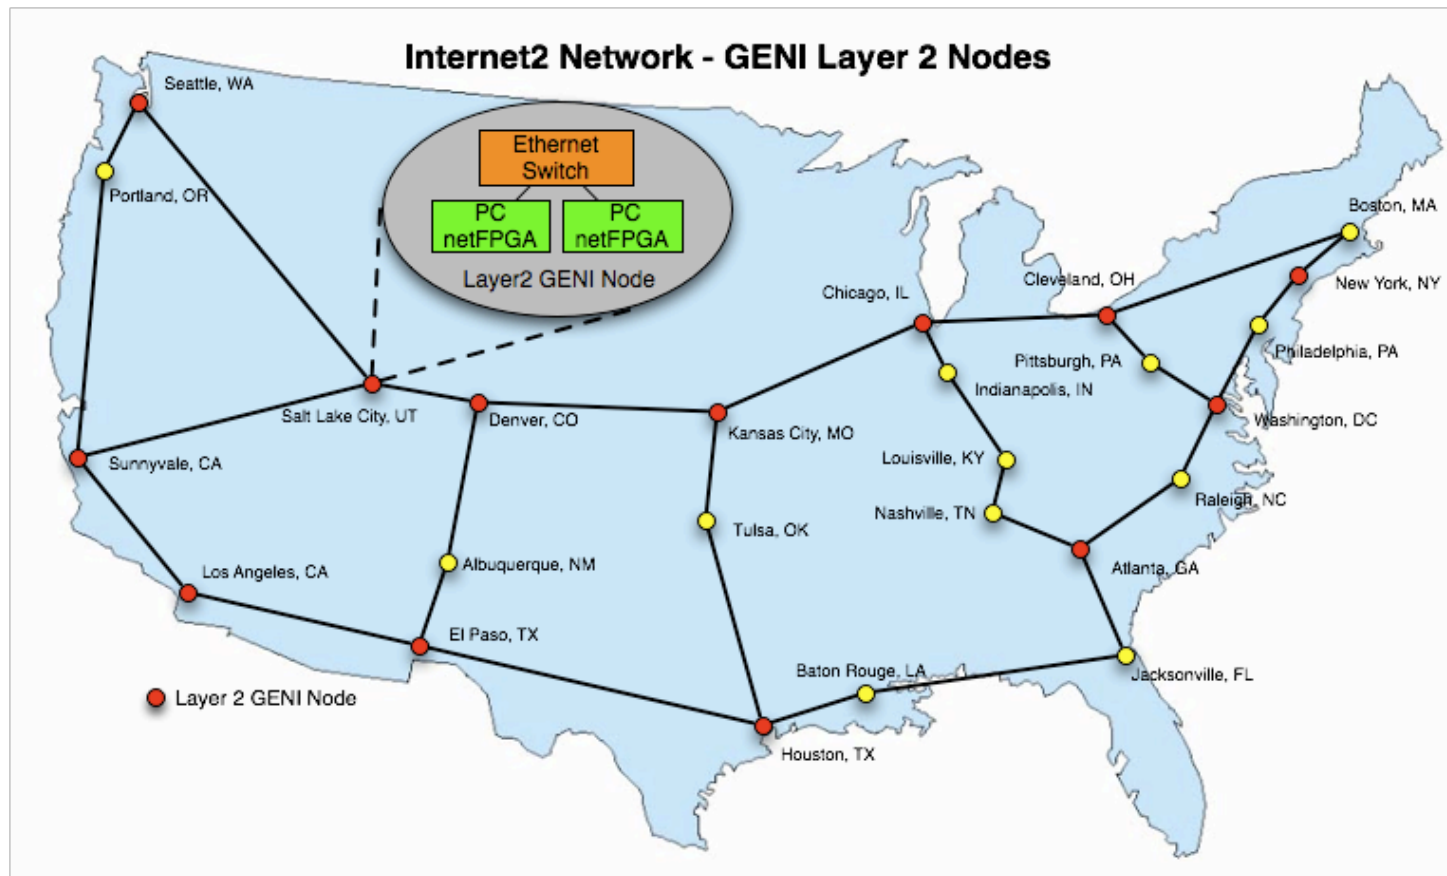 Internet2 Network - GENI Layer 2 Nodes
Seattle, WA
Ethernet
Switch
PC
netFPGA
PC
netFPGA
Layer2 GENI Node
Portland, OR
Boston, MA
Cleveland, OH
New York, NY
Chicago, IL
Philadelphia, PA
Pittsburgh, PA
Indianapolis, IN
Salt Lake City, UT
Denver, CO
Washington, DC
Kansas City, MO
Sunnyvale, CA
Louisville, KY
Raleigh, NC
Nashville, TN
Tulsa, OK
Los Angeles, CA
Albuquerque, NM
Atlanta, GA
El Paso, TX
Baton Rouge, LA
Jacksonville, FL
Layer 2 GENI Node
Houston, TX